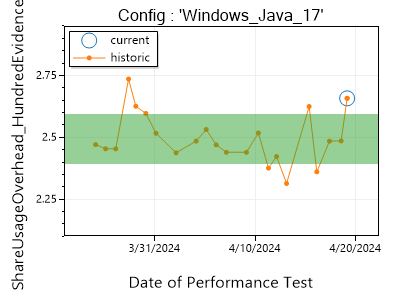 Config : 'Windows_Java_17'
ShareUsageOverhead_HundredEvidence
current
historic
2.75
2.5
2.25
3/31/2024
4/10/2024
4/20/2024
Date of Performance Test